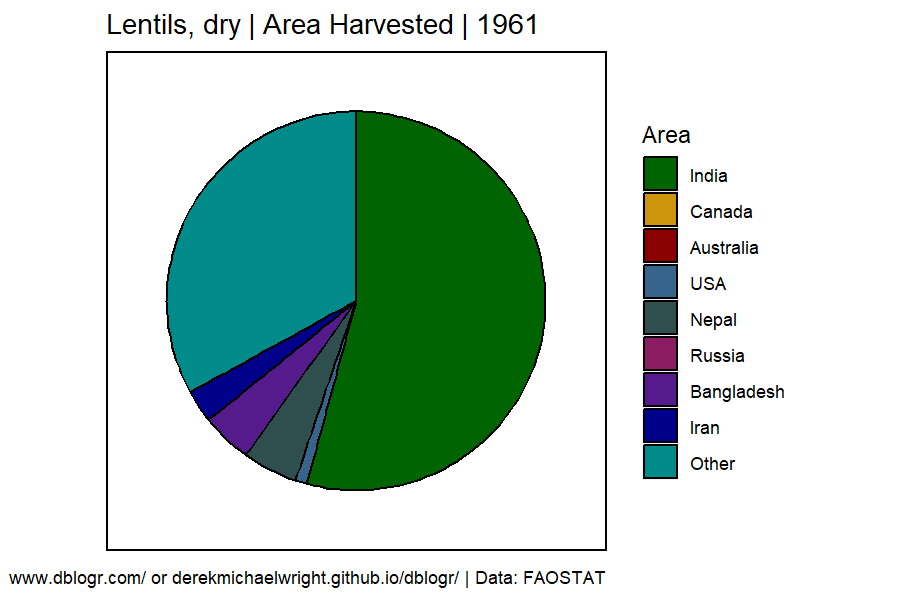 Lentils, dry | Area Harvested | 1961
Area
India
Canada
Australia
USA
Nepal
Russia
Bangladesh
Iran
Other
www.dblogr.com/ or derekmichaelwright.github.io/dblogr/ | Data: FAOSTAT